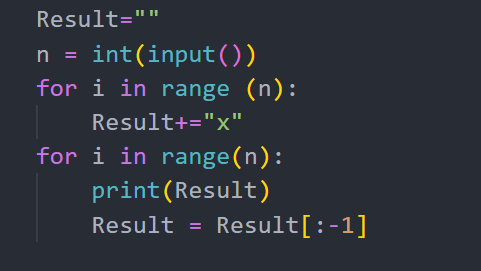 Result=""
n = int(input())
for i in range (n):
    Result+="x"
for i in range(n):
    print(Result)
    Result = Result[:-1]